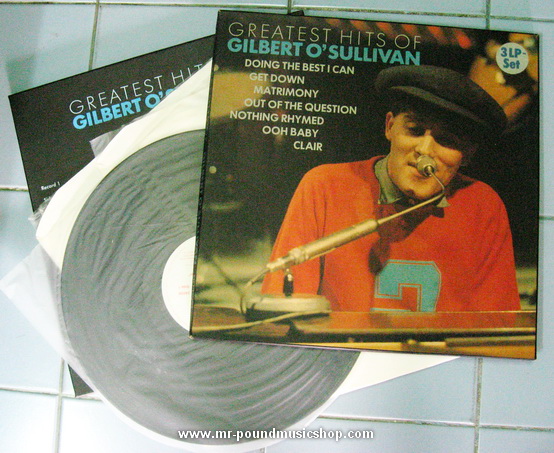 GREATEST HITS OF
GILBERT O'SULLIVAN
3 LP-
Set
DOING THE BEST I CAN
GET DOWN
MATRIMONY
OUT OF THE QUESTION
NOTHING RHYMED
OOH BABY
CLAIR
GREATEST HIT
GILBERT O'S
Record 1
www.mr-poundmusicshop.com